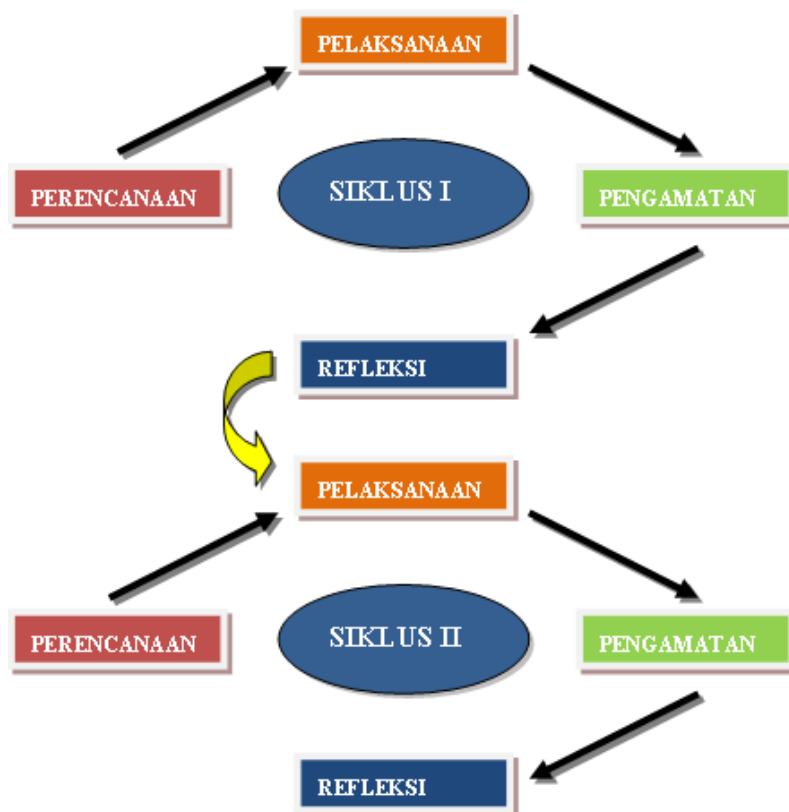 PELAKSANAAN
PERENCANAAN
SIKLUS I
PENGAMATAN
REFLEKSI
PELAKSANAAN
PERENCANAAN
SIKLUS II
PENGAMATAN
REFLEKSI